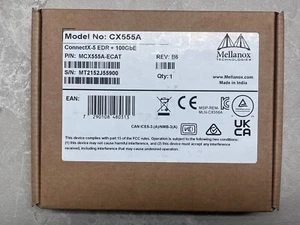 Model No: CX555A
ConnectX-5 EDR + 100GbE
P/N: MCX555A-ECAT REV: B6
S/N: MT2152J55900 Qty: 1
Mellanox
TECHNOLOGIES
Made in India
EAN:
7 290108 480513
MSIP-REM-
MLN-CX555A
UK
CA
CAN ICES-3 (A)/NMB-3(A)
This device complies with part 15 of the FCC rules. Operation is subject to the following two conditions:
(1) this device may not cause harmful interference, and (2) this device must accept any interference
received, including interference that may cause undesired operation.